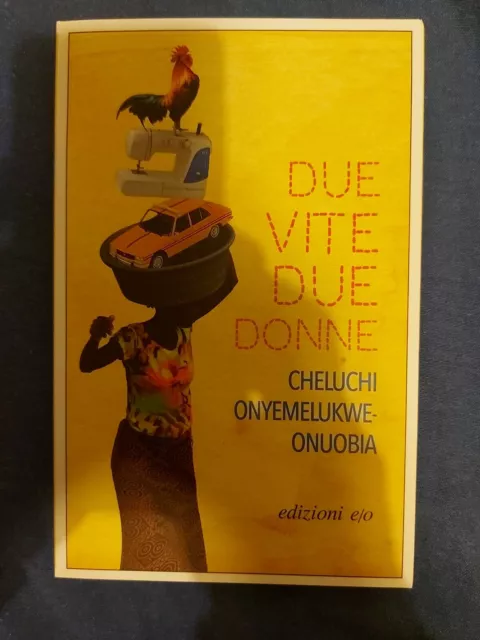 DUE
VITE
DUE
DONNE
CHELUCHI
ONYEMELUKWE-
ONUOBIA
edizioni e/o